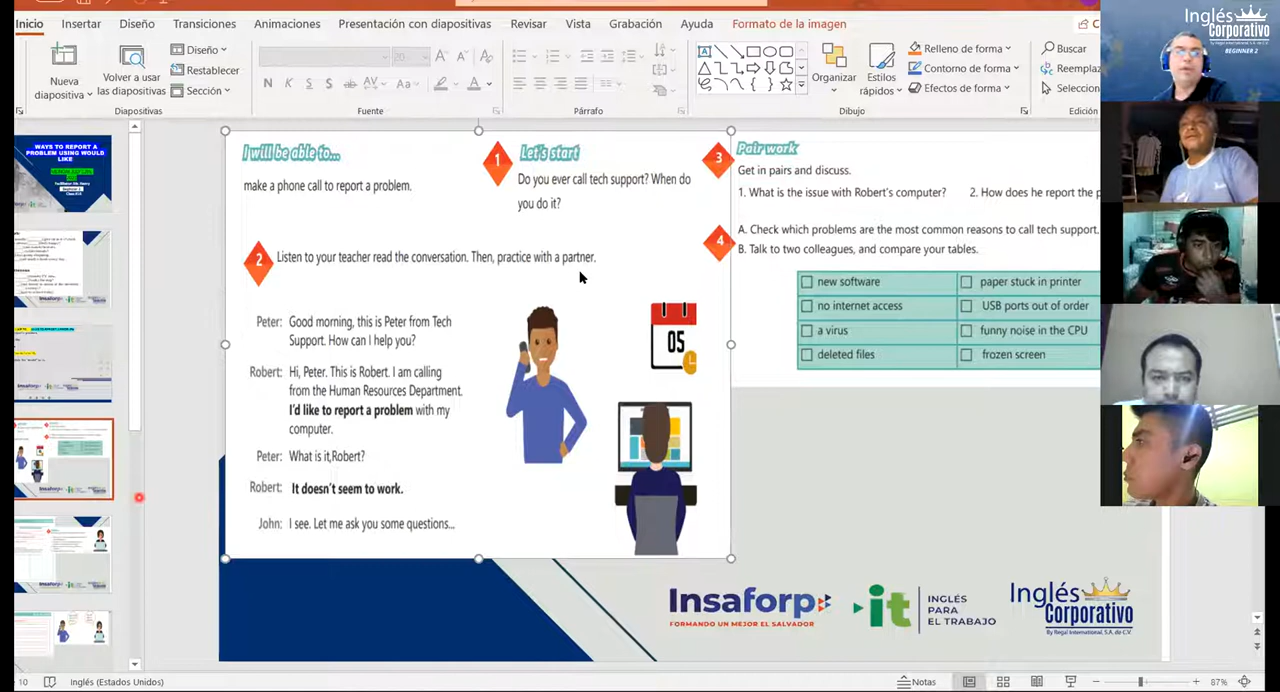 Inicio Insertar Diseño Transiciones Animaciones Presentación con diapositivas Revisar Vista Grabación Ayuda Formato de la imagen
Nueva
diapositiva
Volver a usar
las diapositivas
Diseño
Restablecer
Sección
Diapositivas
N K S ab AV Aa A
Fuente
Párrafo
Organizar
Estilos
rápidos
Relleno de forma
Contorno de forma
Efectos de forma
Dibujo
Buscar
Reemplaz
Seleccion
Edición
Inglés
Corporativo
By Regal International, S.A. de C.V.
BEGINNER 2
WAYS TO REPORT A
PROBLEM USING WOULD
LIKE
I will be able to...
make a phone call to report a problem.
1 Let's start
Do you ever call tech support? When do
you do it?
2 Listen to your teacher read the conversation. Then, practice with a partner.
Peter: Good morning, this is Peter from Tech
Support. How can I help you?
Robert: Hi, Peter. This is Robert. I am calling
from the Human Resources Department.
I'd like to report a problem with my
computer.
Peter: What is it,Robert?
Robert: It doesn't seem to work.
John: I see. Let me ask you some questions...
05
3 Pair work
Get in pairs and discuss.
1. What is the issue with Robert's computer? 2. How does he report the p
4 A. Check which problems are the most common reasons to call tech support.
B. Talk to two colleagues, and compare your tables.
new software paper stuck in printer
no internet access USB ports out of order
a virus funny noise in the CPU
deleted files frozen screen
Insaforp
FORMANDO UN MEJOR EL SALVADOR
it
INGLÉS
PARA
EL TRABAJO
Inglés
Corporativo
By Regal International, S.A. de C.V.
10 Inglés (Estados Unidos) Notas 87%